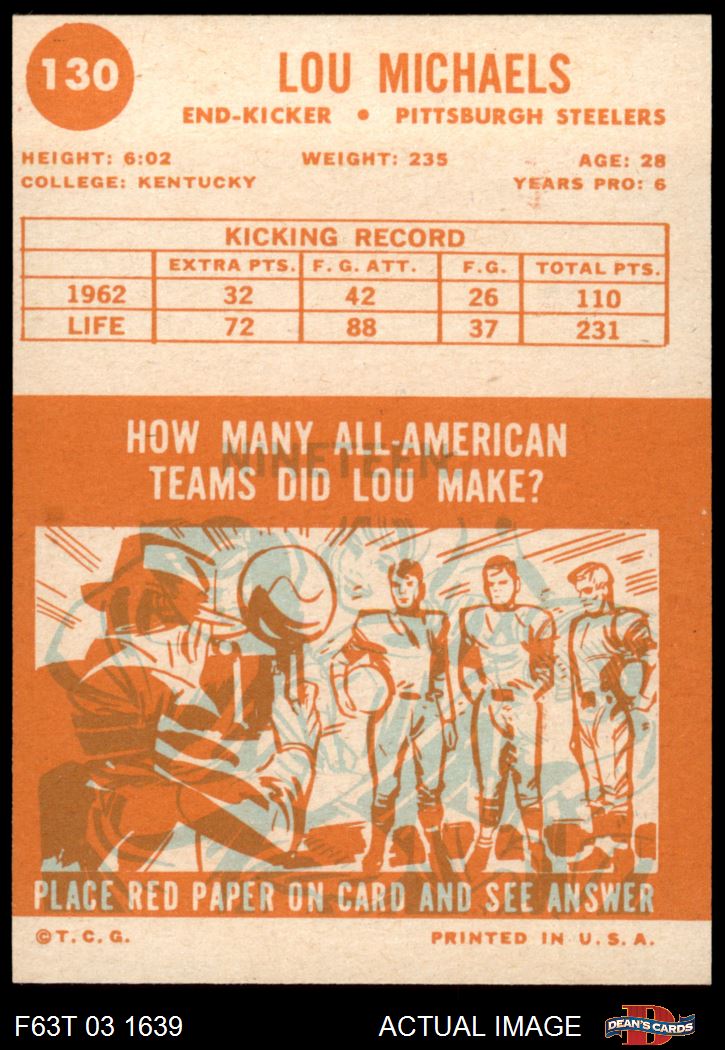 130
LOU MICHAELS
END-KICKER • PITTSBURGH STEELERS
HEIGHT: 6:02 WEIGHT: 235 AGE: 28
COLLEGE: KENTUCKY YEARS PRO: 6
KICKING RECORD
EXTRA PTS. F.G. ATT. F.G. TOTAL PTS.
1962 32 42 26 110
LIFE 72 88 37 231
HOW MANY ALL-AMERICAN
NINETEEN
TEAMS DID LOU MAKE?
PLACE RED PAPER ON CARD AND SEE ANSWER
©T.C.G. PRINTED IN U.S.A.
F63T 03 1639 ACTUAL IMAGE D DEAN'S CARDS